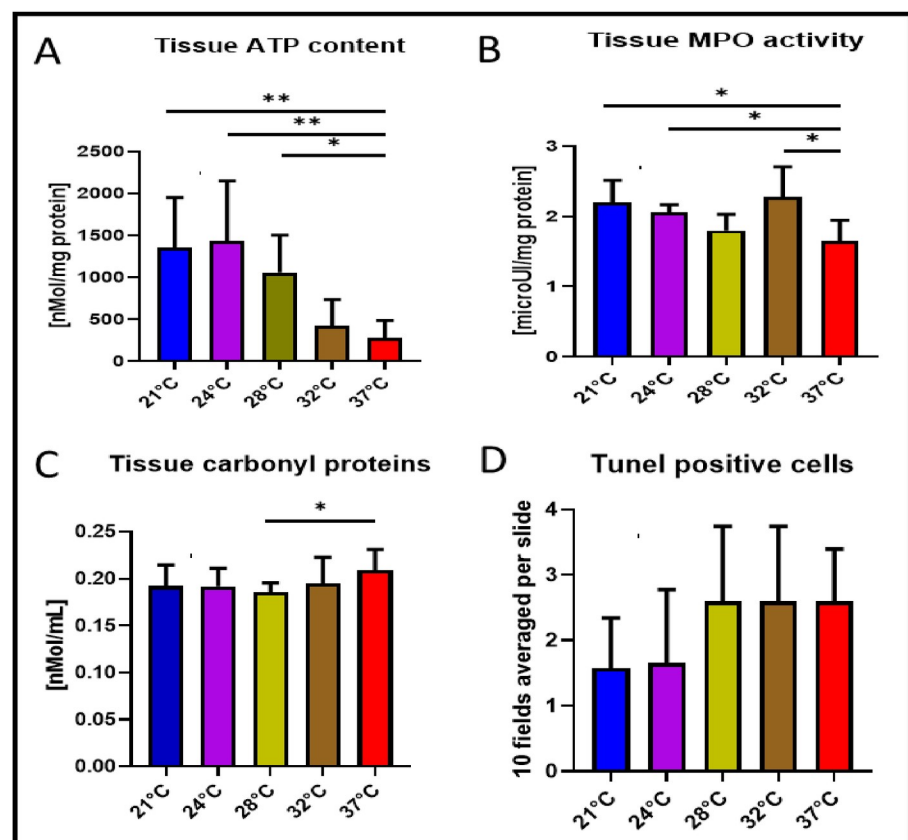 A
Tissue ATP content
**
**
*
[nMol/mg protein]
2500
2000
1500
1000
500
0
21°C
24°C
28°C
32°C
37°C
B
Tissue MPO activity
*
*
*
[microUI/mg protein]
3
2
1
0
21°C
24°C
28°C
32°C
37°C
C
Tissue carbonyl proteins
*
[nMol/mL]
0.25
0.20
0.15
0.10
0.05
0.00
21°C
24°C
28°C
32°C
37°C
D
Tunel positive cells
10 fields averaged per slide
4
3
2
1
0
21°C
24°C
28°C
32°C
37°C